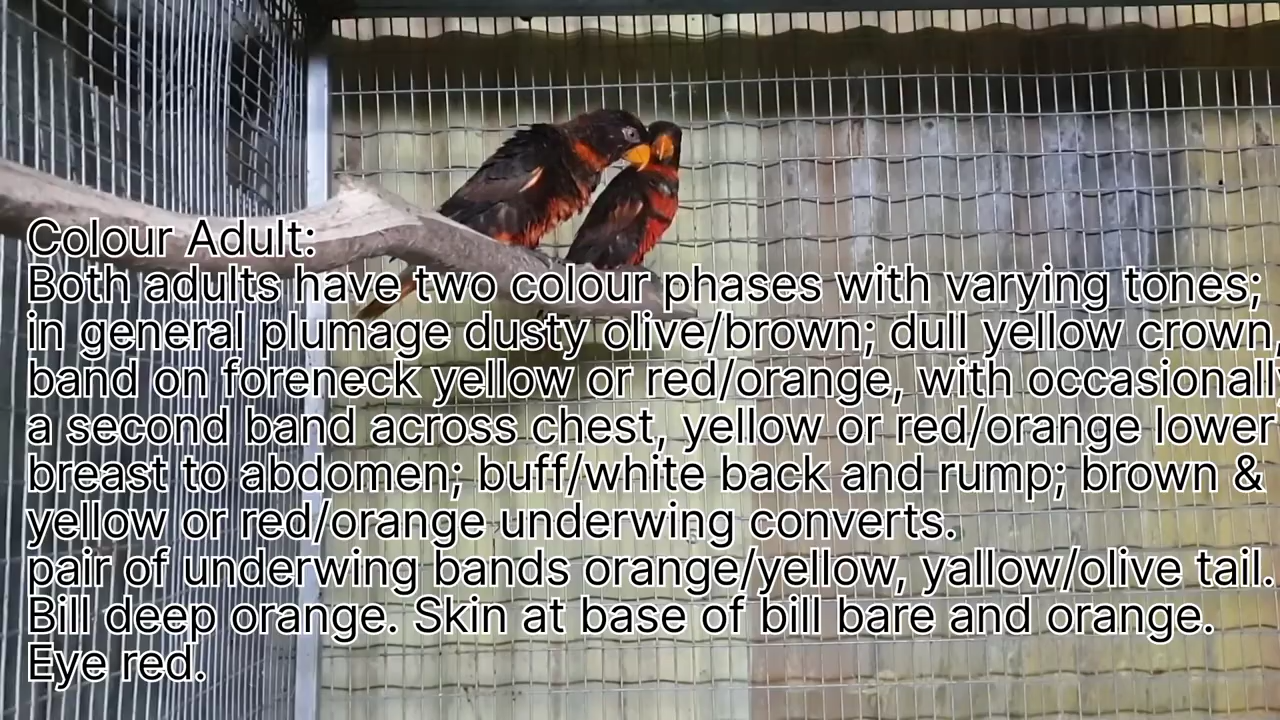 Colour Adult:
Both adults have two colour phases with varying tones;
in general plumage dusty olive/brown; dull yellow crown,
band on foreneck yellow or red/orange, with occasionally
a second band across chest, yellow or red/orange lower
breast to abdomen; buff/white back and rump; brown &
yellow or red/orange underwing converts.
pair of underwing bands orange/yellow, yallow/olive tail.
Bill deep orange. Skin at base of bill bare and orange.
Eye red.